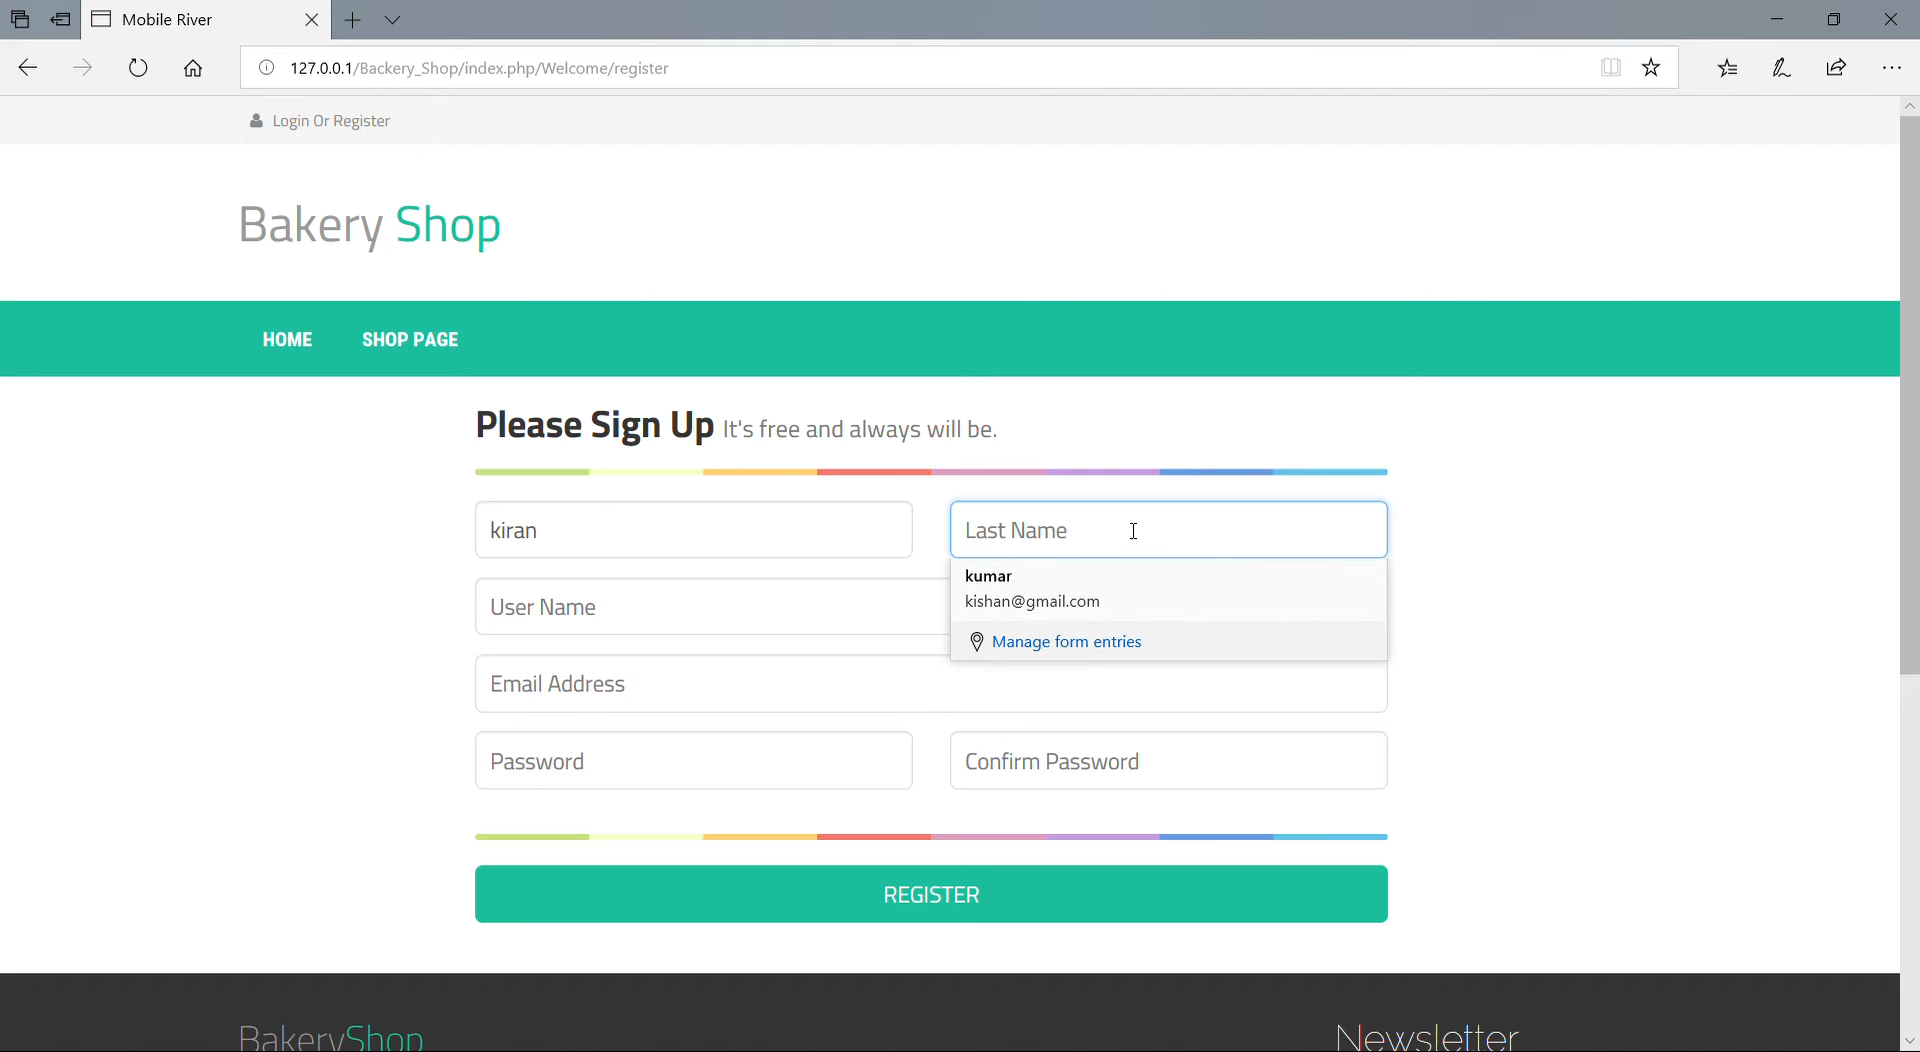 Mobile River
127.0.0.1/Backery_Shop/index.php/Welcome/register
Login Or Register
Bakery Shop
HOME SHOP PAGE
Please Sign Up It's free and always will be.
kiran Last Name
kumar
kishan@gmail.com
User Name
Manage form entries
Email Address
Password Confirm Password
REGISTER
BakeryShop Newsletter